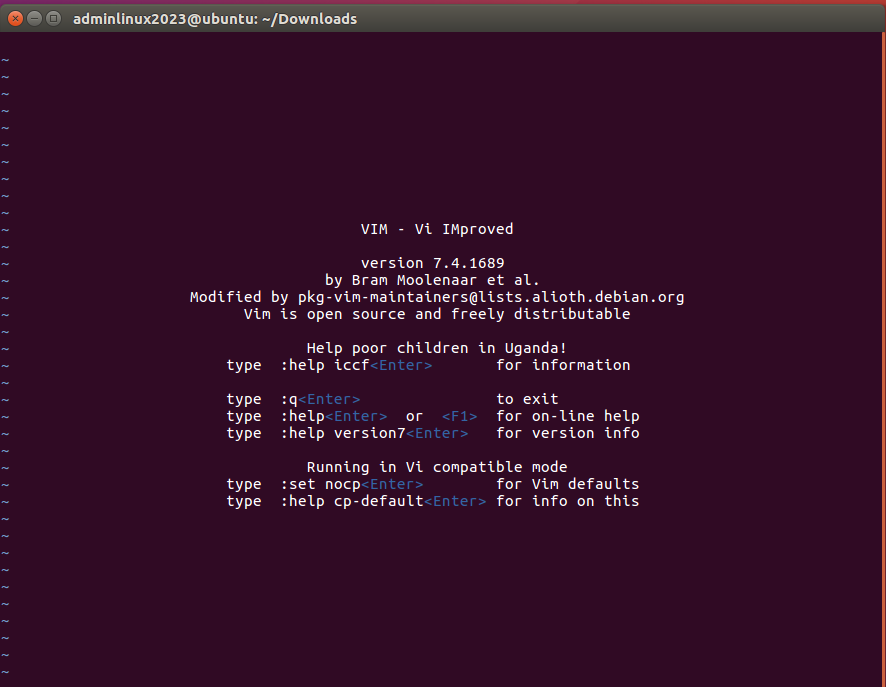 adminlinux2023@ubuntu: ~/Downloads
~
~
~
~
~
~
~
~
~
~
~ VIM - Vi IMproved
~
~ version 7.4.1689
~ by Bram Moolenaar et al.
~ Modified by pkg-vim-maintainers@lists.alioth.debian.org
~ Vim is open source and freely distributable
~
~ Help poor children in Uganda!
~ type :help iccf<Enter> for information
~
~ type :q<Enter> to exit
~ type :help<Enter> or <F1> for on-line help
~ type :help version7<Enter> for version info
~
~ Running in Vi compatible mode
~ type :set nocp<Enter> for Vim defaults
~ type :help cp-default<Enter> for info on this
~
~
~
~
~
~
~
~
~
~